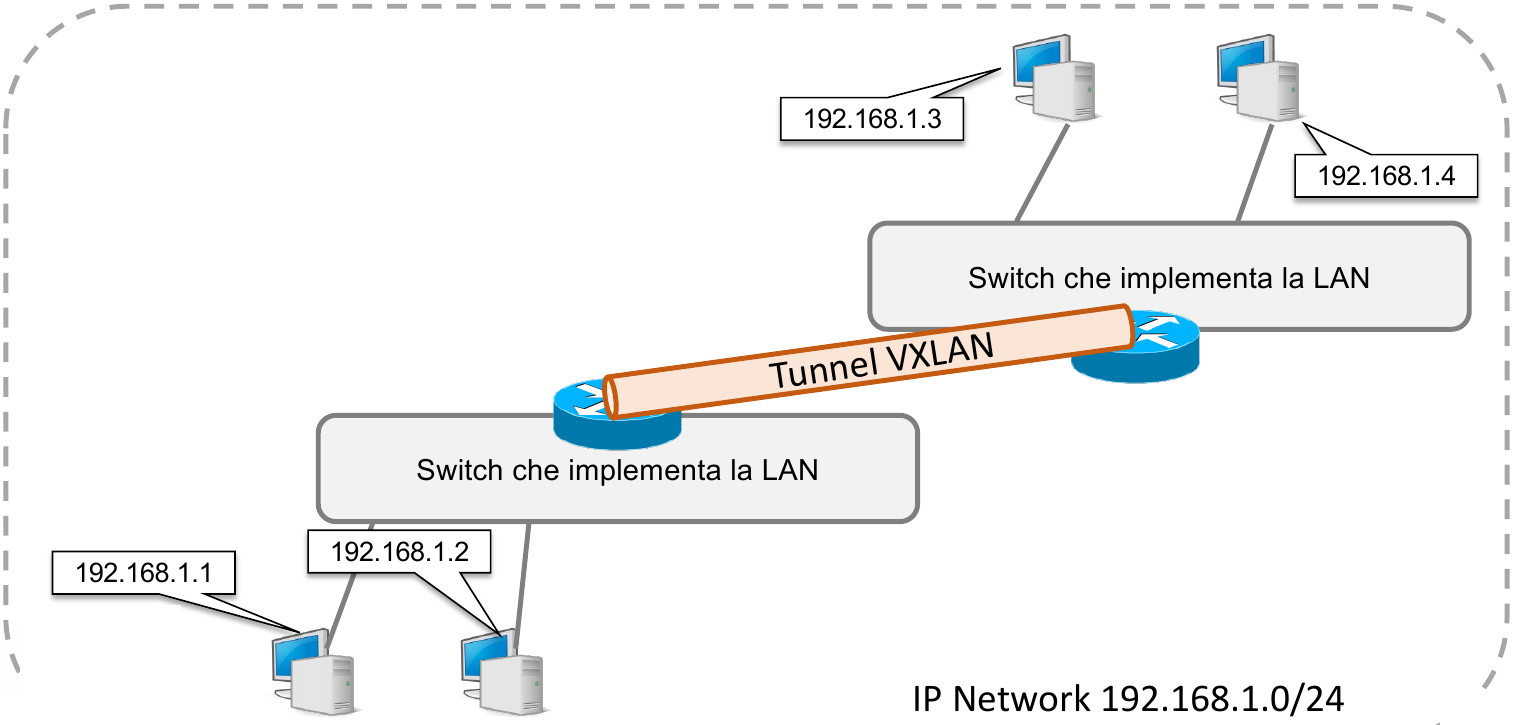 192.168.1.3
192.168.1.4
Switch che implementa la LAN
Tunnel VXLAN
Switch che implementa la LAN
192.168.1.2
192.168.1.1
IP Network 192.168.1.0/24